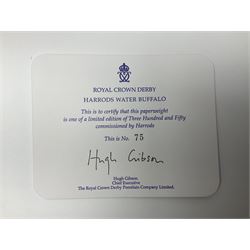 ROYAL CROWN DERBY
HARRODS WATER BUFFALO
This is to certify that this paperweight
is one of a limited edition of Three Hundred and Fifty
commissioned by Harrods
This is No. 75
Hugh Gibson
Hugh Gibson.
Chief Executive
The Royal Crown Derby Porcelain Company Limited.